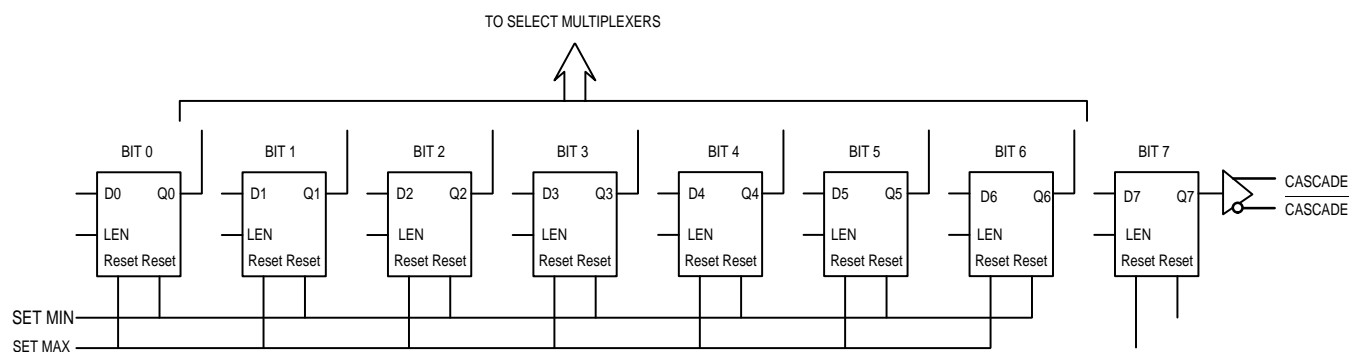 TO SELECT MULTIPLEXERS
BIT 0 BIT 1 BIT 2 BIT 3 BIT 4 BIT 5 BIT 6 BIT 7
D0 Q0 D1 Q1 D2 Q2 D3 Q3 D4 Q4 D5 Q5 D6 Q6 D7 Q7 CASCADE
CASCADE
LEN LEN LEN LEN LEN LEN LEN LEN
Reset Reset Reset Reset Reset Reset Reset Reset Reset Reset Reset Reset Reset Reset Reset Reset
SET MIN
SET MAX